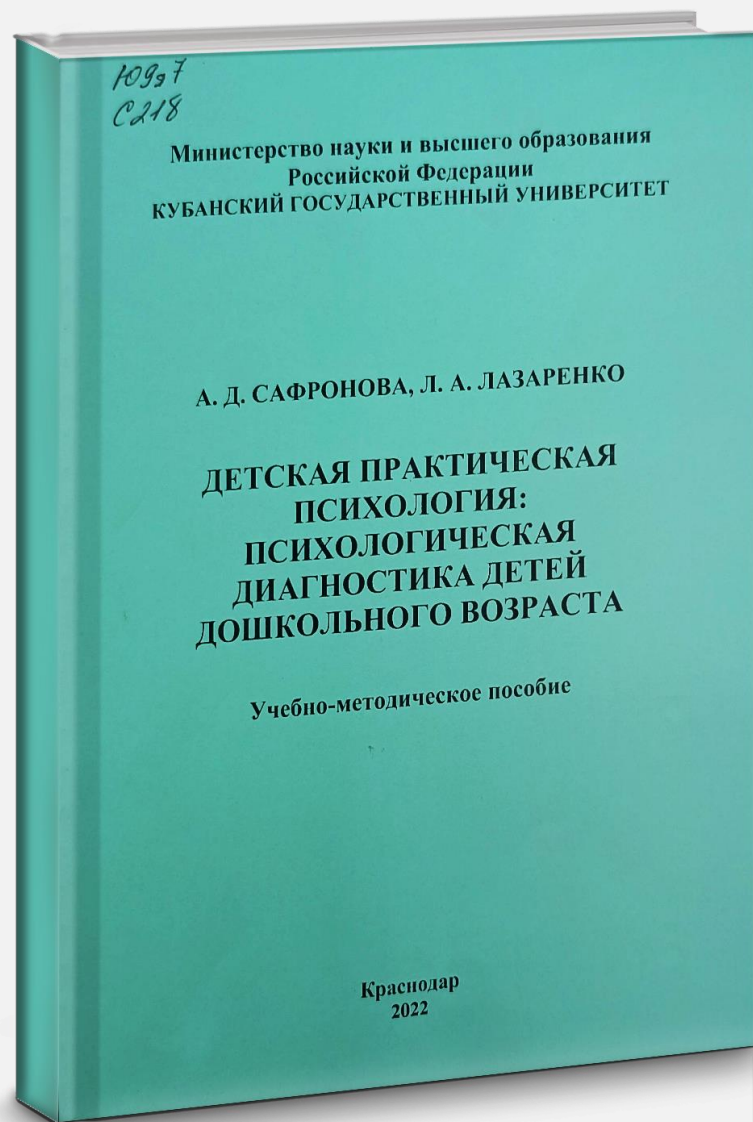 Ю9я7
С218
Министерство науки и высшего образования
Российской Федерации
КУБАНСКИЙ ГОСУДАРСТВЕННЫЙ УНИВЕРСИТЕТ
А. Д. САФРОНОВА, Л. А. ЛАЗАРЕНКО
ДЕТСКАЯ ПРАКТИЧЕСКАЯ
ПСИХОЛОГИЯ:
ПСИХОЛОГИЧЕСКАЯ
ДИАГНОСТИКА ДЕТЕЙ
ДОШКОЛЬНОГО ВОЗРАСТА
Учебно-методическое пособие
Краснодар
2022